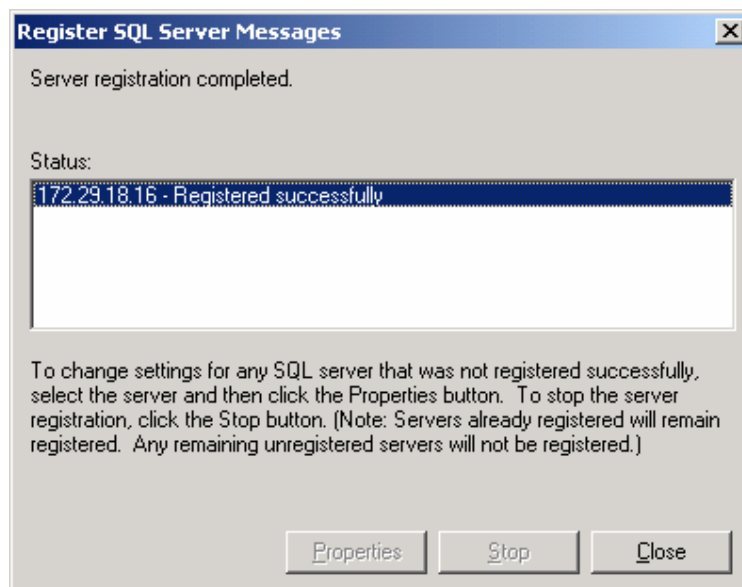 Register SQL Server Messages
Server registration completed.
Status:
172.29.18.16 - Registered successfully
To change settings for any SQL server that was not registered successfully,
select the server and then click the Properties button.  To stop the server
registration, click the Stop button. (Note: Servers already registered will remain
registered.  Any remaining unregistered servers will not be registered.)
Properties Stop Close